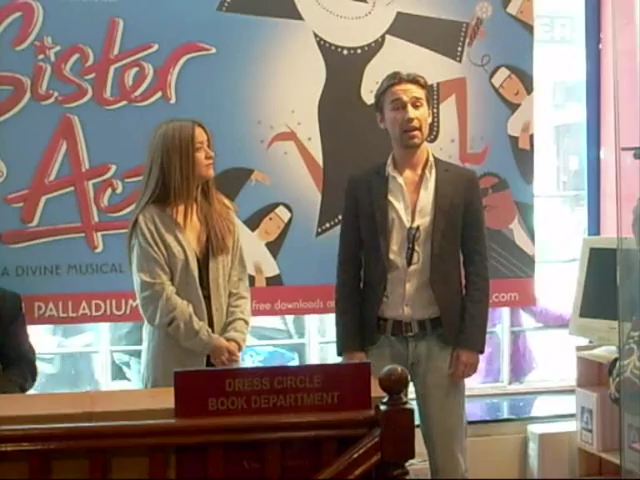 Sister
Act
A DIVINE MUSICAL
PALLADIUM
free downloads
.com
DRESS CIRCLE
BOOK DEPARTMENT